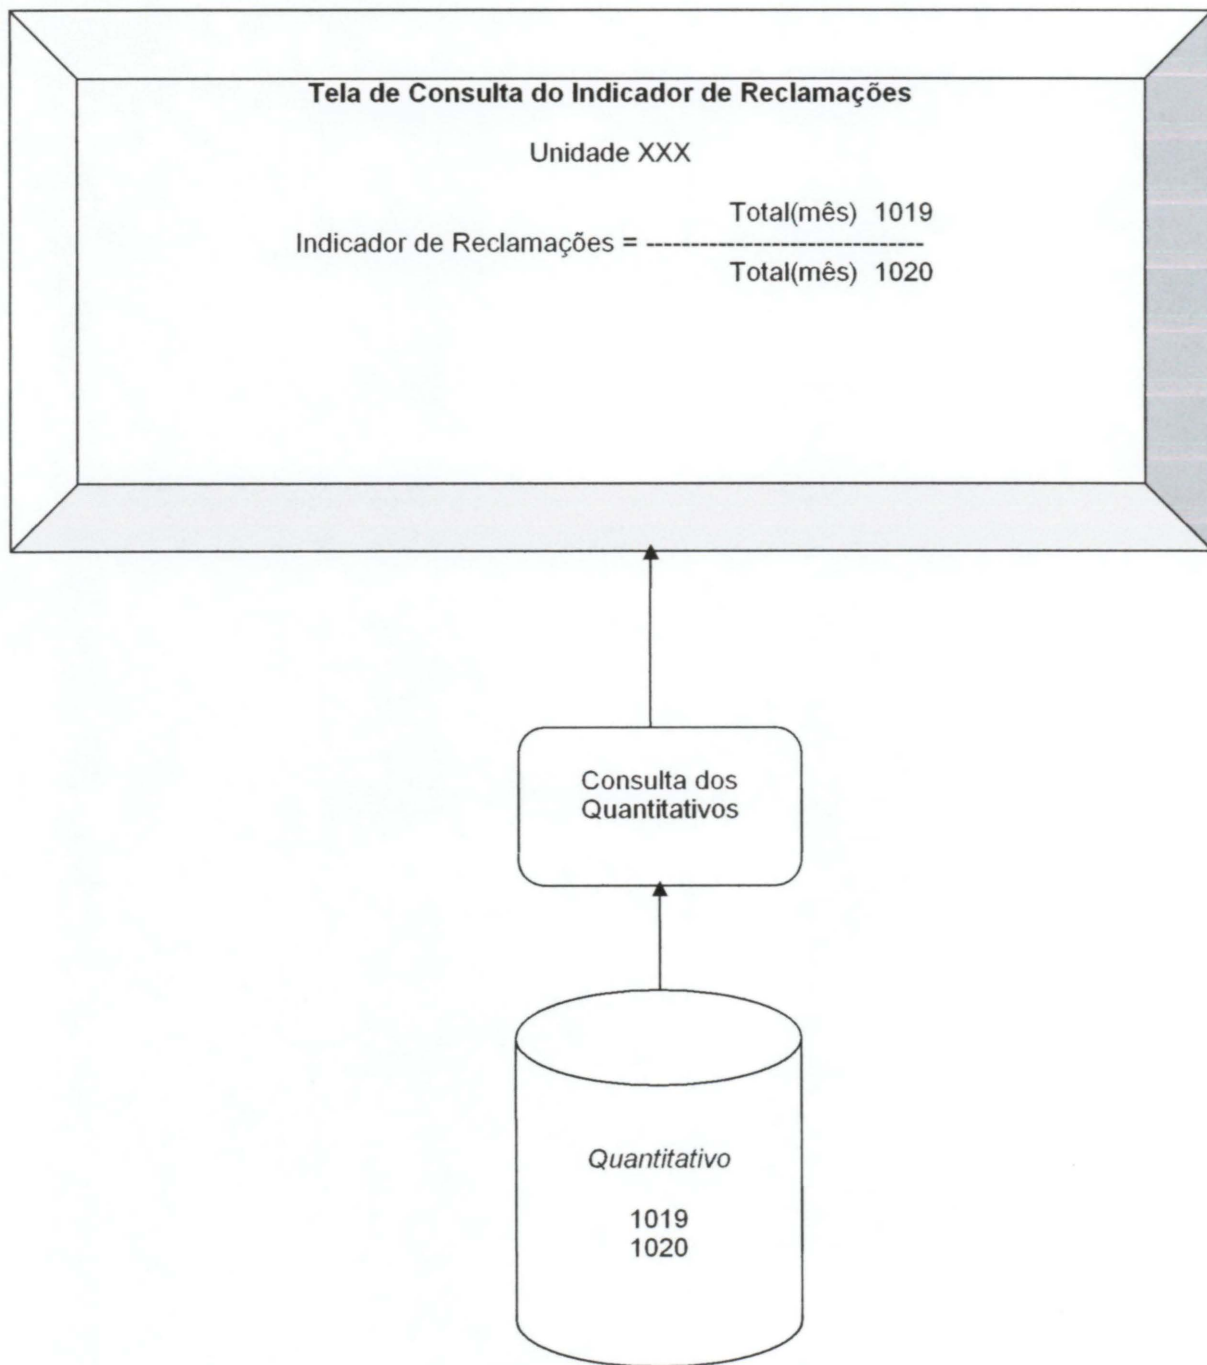 Tela de Consulta do Indicador de Reclamações
Unidade XXX
Total(mês) 1019
Indicador de Reclamações = -------------------------------
Total(mês) 1020
Consulta dos
Quantitativos
Quantitativo
1019
1020